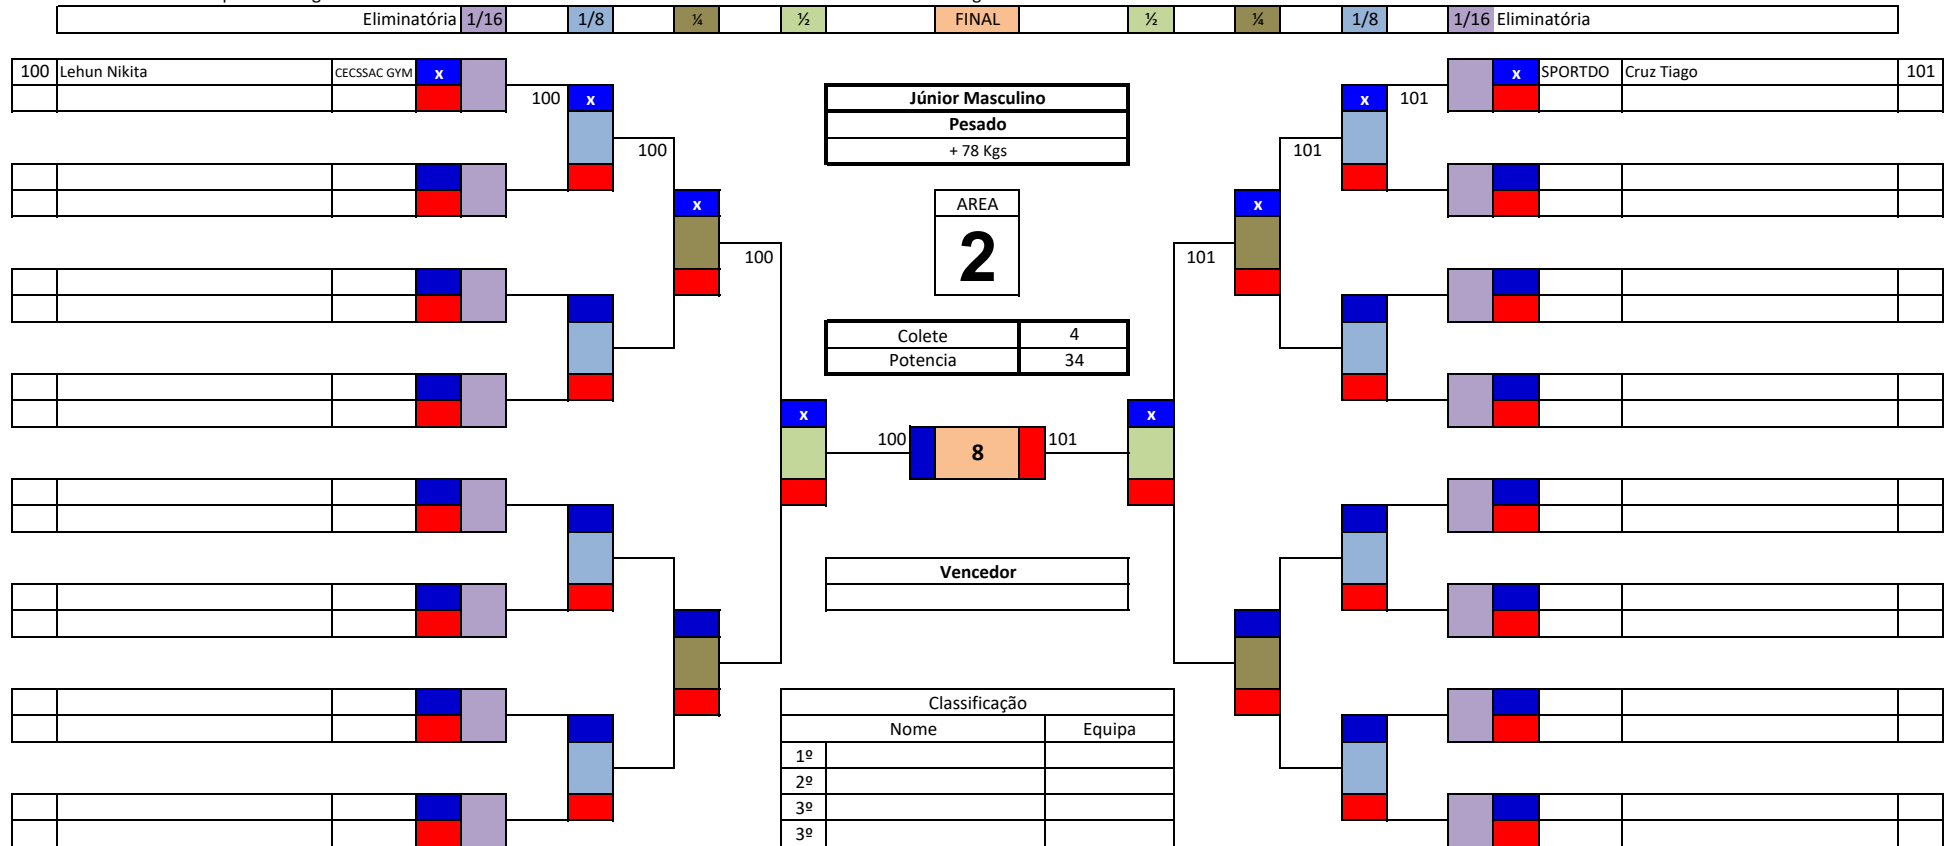 Eliminatória 1/16 1/8 ¼ ½ FINAL ½ ¼ 1/8 1/16 Eliminatória
100 Lehun Nikita CECSSAC GYM x x SPORTDO Cruz Tiago 101
100 x Júnior Masculino x 101
Pesado
100 + 78 Kgs 101
x AREA x
2
100 101
Colete 4
Potencia 34
x x
100 8 101
Vencedor
Classificação
Nome Equipa
1º
2º
3º
3º